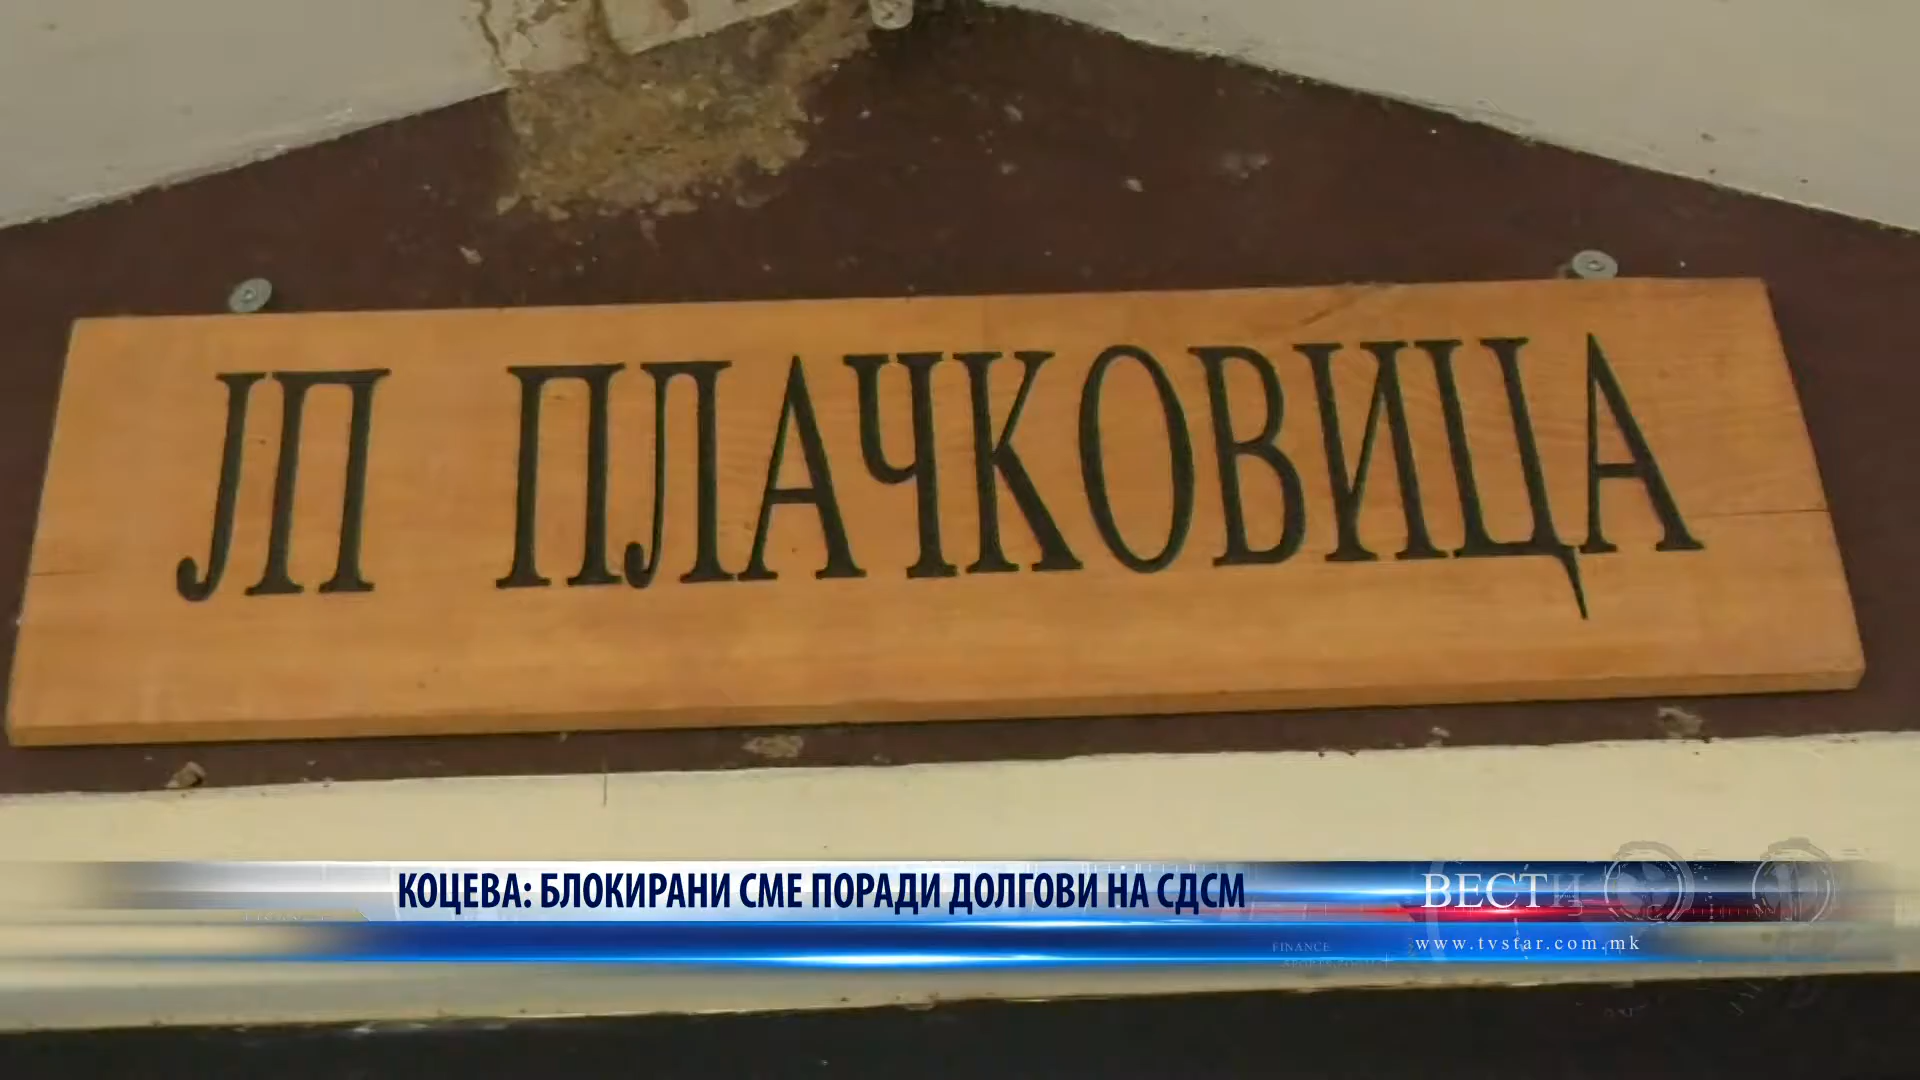 ЈП ПЛАЧКОВИЦА
КОЦЕВА: БЛОКИРАНИ СМЕ ПОРАДИ ДОЛГОВИ НА СДСМ
ВЕСТИ
www.tvstar.com.mk
FINANCE